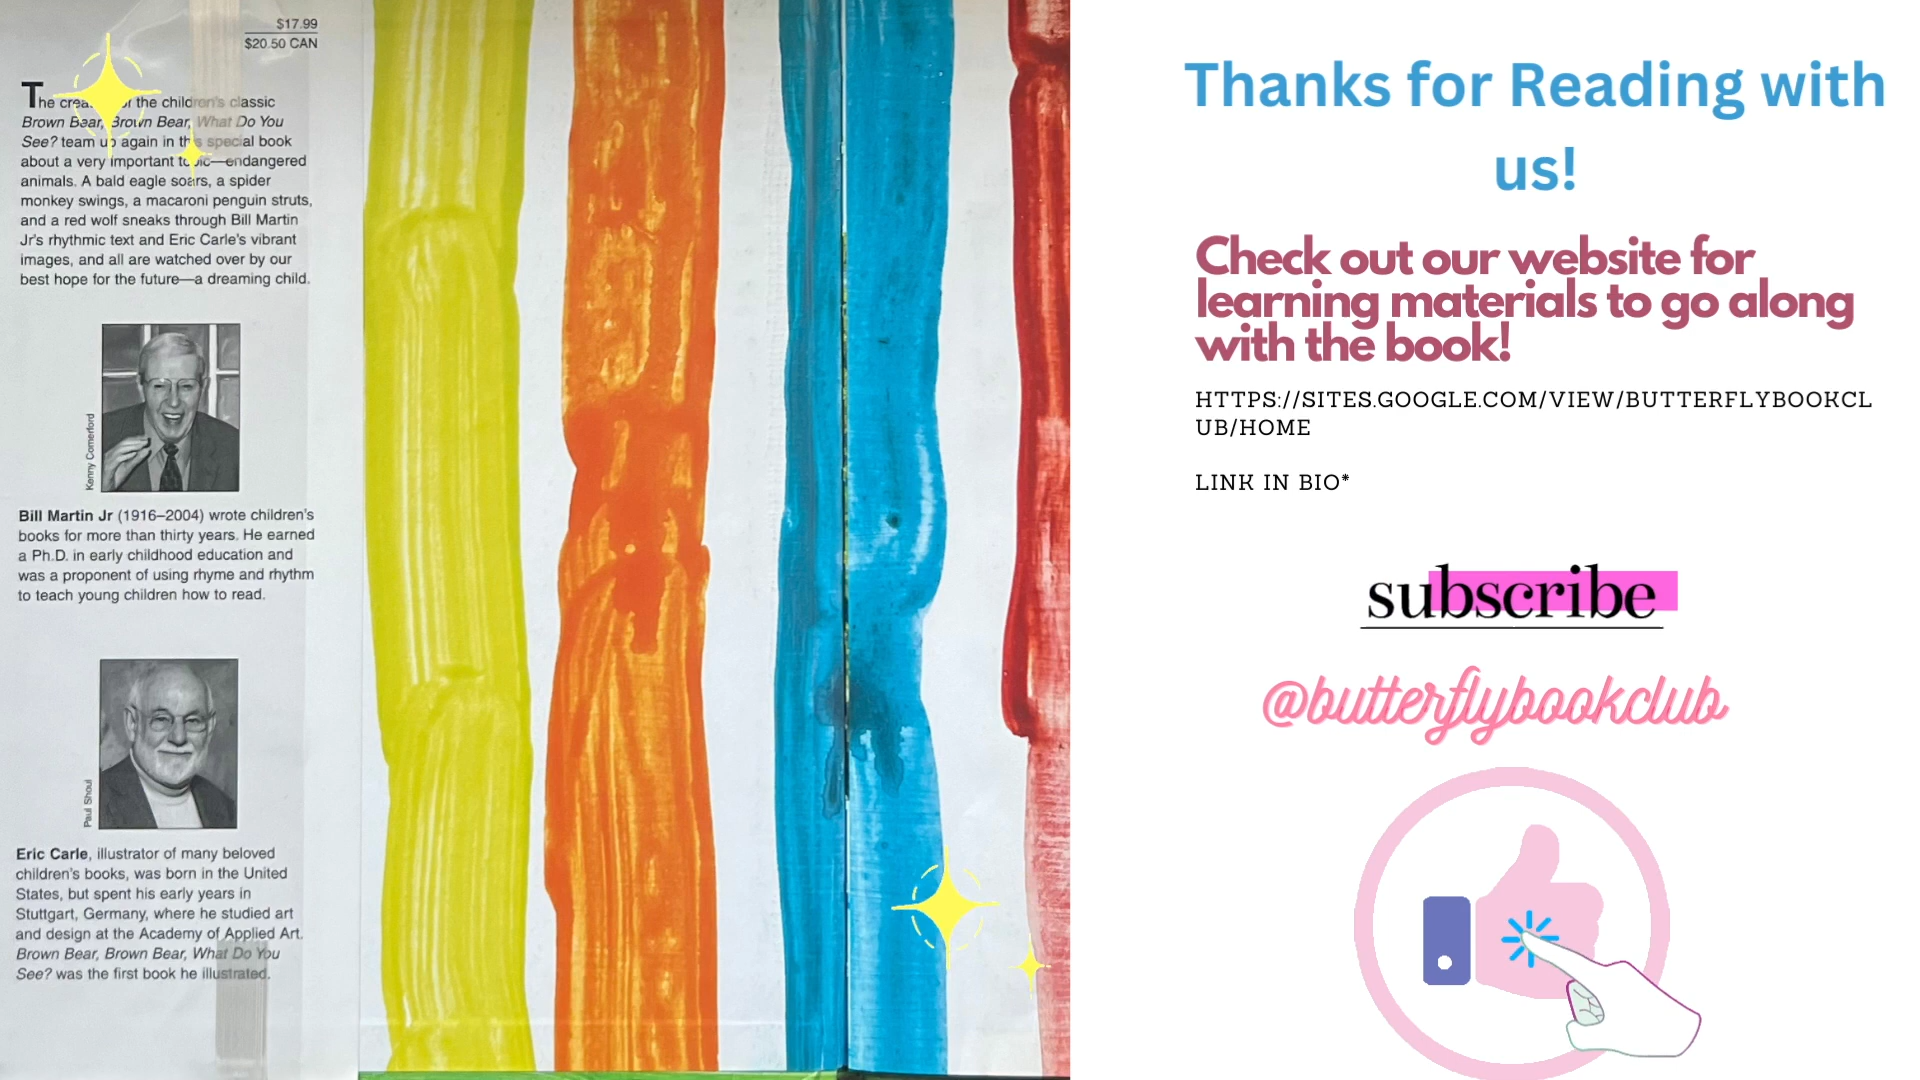 $17.99
$20.50 CAN
The crea the children's classic
Brown Bear, Brown Bear, What Do You
See? team up again in this special book
about a very important topic—endangered
animals. A bald eagle soars, a spider
monkey swings, a macaroni penguin struts,
and a red wolf sneaks through Bill Martin
Jr's rhythmic text and Eric Carle's vibrant
images, and all are watched over by our
best hope for the future—a dreaming child.
Kenny Comerford
Bill Martin Jr (1916–2004) wrote children's
books for more than thirty years. He earned
a Ph.D. in early childhood education and
was a proponent of using rhyme and rhythm
to teach young children how to read.
Paul Shoul
Eric Carle, illustrator of many beloved
children's books, was born in the United
States, but spent his early years in
Stuttgart, Germany, where he studied art
and design at the Academy of Applied Art.
Brown Bear, Brown Bear, What Do You
See? was the first book he illustrated.
Thanks for Reading with
us!
Check out our website for
learning materials to go along
with the book!
HTTPS://SITES.GOOGLE.COM/VIEW/BUTTERFLYBOOKCL
UB/HOME
LINK IN BIO*
subscribe
@butterflybookclub